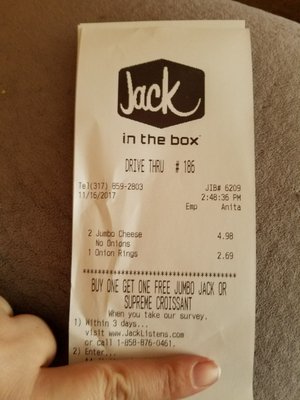 Jack
in the box
DRIVE THRU # 186
Tel(317) 859-2803 JIB# 6209
11/16/2017 2:48:36 PM
Emp Anita
2 Jumbo Cheese 4.98
No Onions
1 Onion Rings 2.69
BUY ONE GET ONE FREE JUMBO JACK OR
SUPREME CROISSANT
When you take our survey.
1) Within 3 days...
visit www.JackListens.com
or call 1-858-876-0461.
2) Enter...